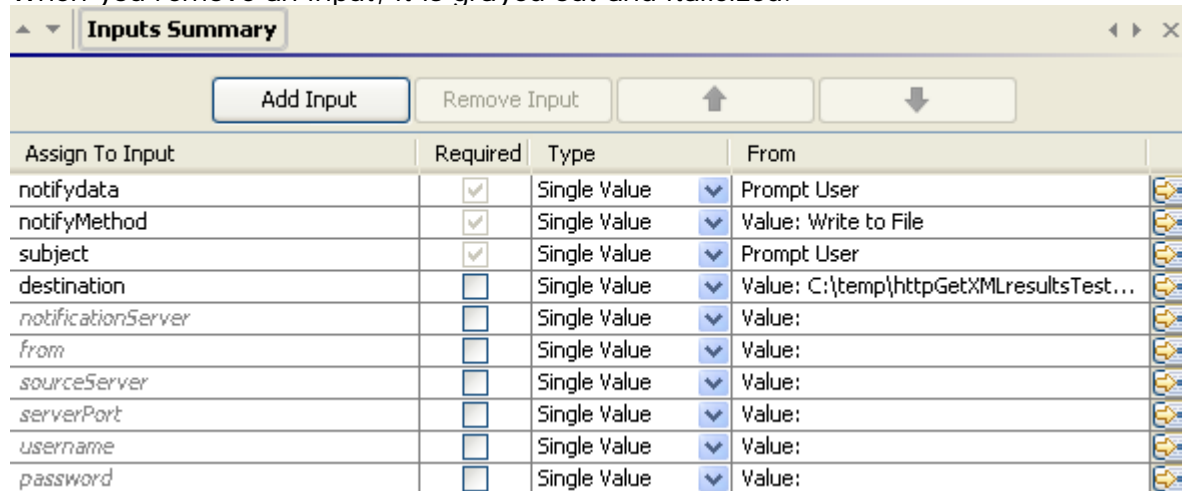 when you remove an input, it is grayed out and italicized.
Inputs Summary
Add Input Remove Input
Assign To Input Required Type From
notifydata Single Value Prompt User
notifyMethod Single Value Value: Write to File
subject Single Value Prompt User
destination Single Value Value: C:\temp\httpGetXMLresultsTest...
notificationServer Single Value Value:
from Single Value Value:
sourceServer Single Value Value:
serverPort Single Value Value:
username Single Value Value:
password Single Value Value: